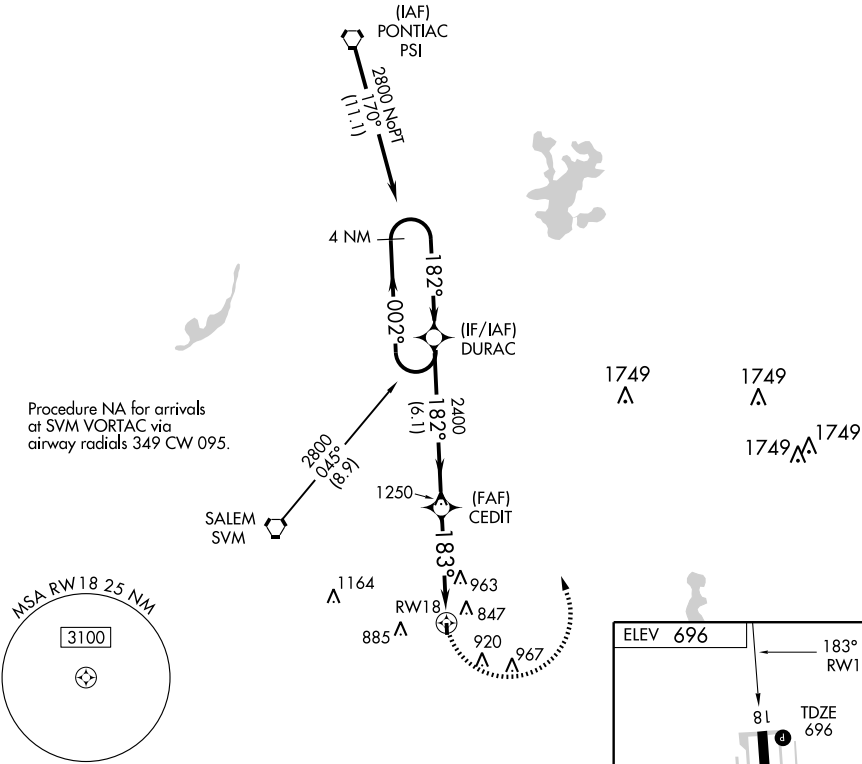 (IAF)
PONTIAC
PSI
2800 NoPT
170°
(11.1)
4 NM
182°
002°
(IF/IAF)
DURAC
1749
1749
1749
1749
Procedure NA for arrivals
at SVM VORTAC via
airway radials 349 CW 095.
2400
182°
(6.1)
2800
045°
(8.9)
1250
(FAF)
CEDIT
SALEM
SVM
183°
963
1164
RW18
847
885
920
967
MSA RW18 25 NM
3100
ELEV 696
183°
RW1
18
TDZE
696
P